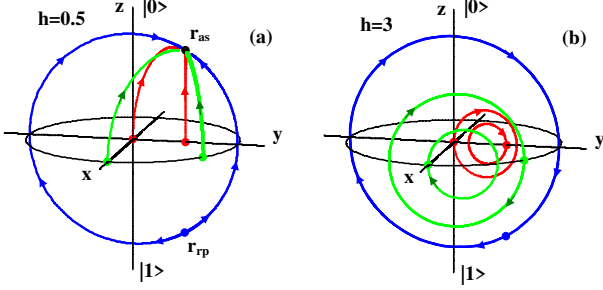 h=0.5
z
|0>
r_as
(a)
y
x
r_rp
|1>
h=3
z
|0>
(b)
y
x
|1>